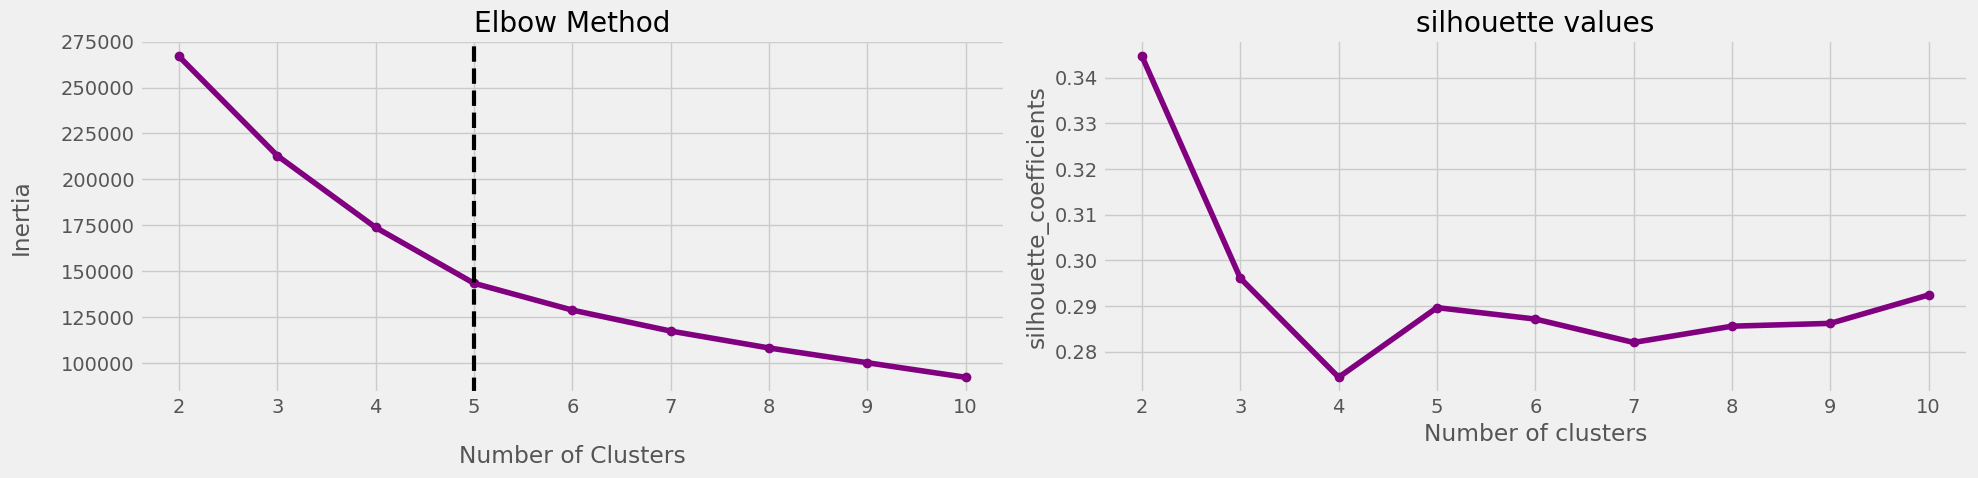 Elbow Method
275000
250000
225000
200000
175000
150000
125000
100000
Inertia
2 3 4 5 6 7 8 9 10
Number of Clusters
silhouette values
0.34
0.33
0.32
0.31
0.30
0.29
0.28
silhouette_coefficients
2 3 4 5 6 7 8 9 10
Number of clusters